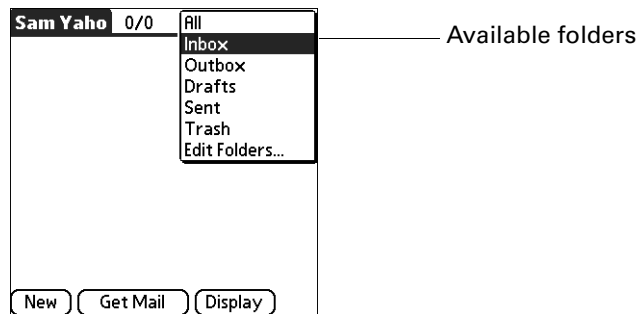 Sam Yaho 0/0 All
Inbox Available folders
Outbox
Drafts
Sent
Trash
Edit Folders...
New Get Mail Display